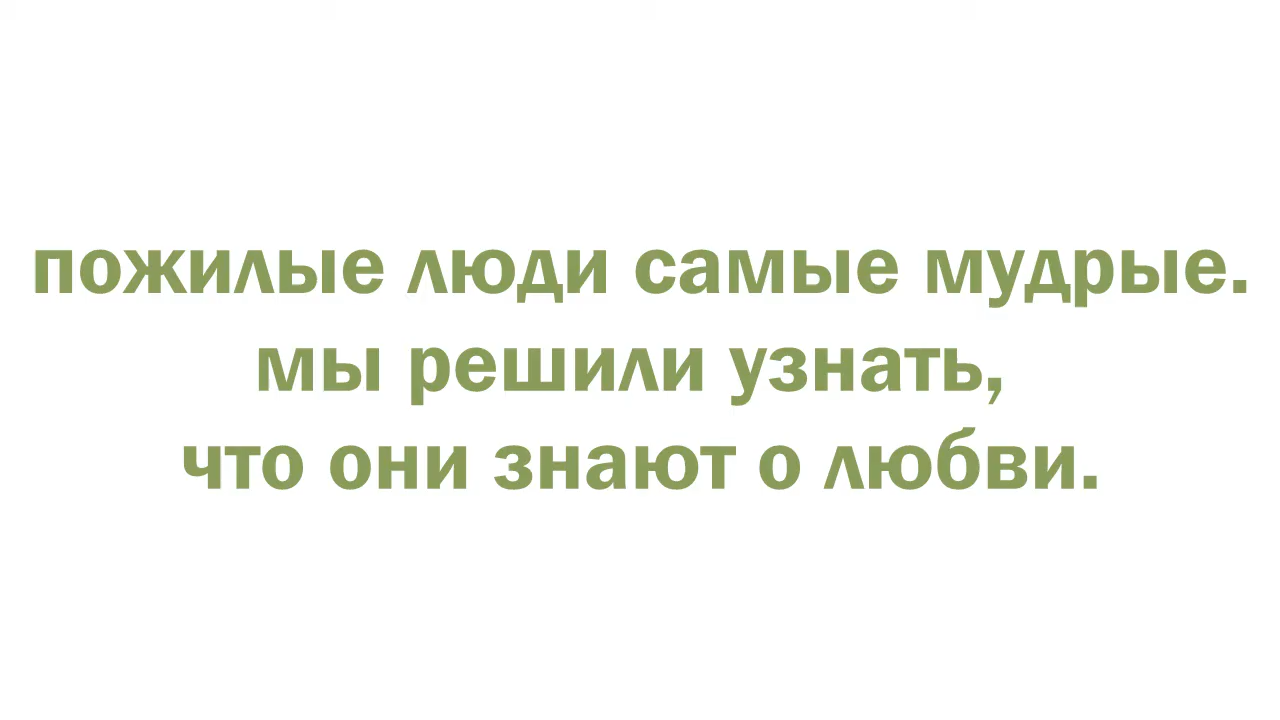 пожилые люди самые мудрые.
мы решили узнать,
что они знают о любви.